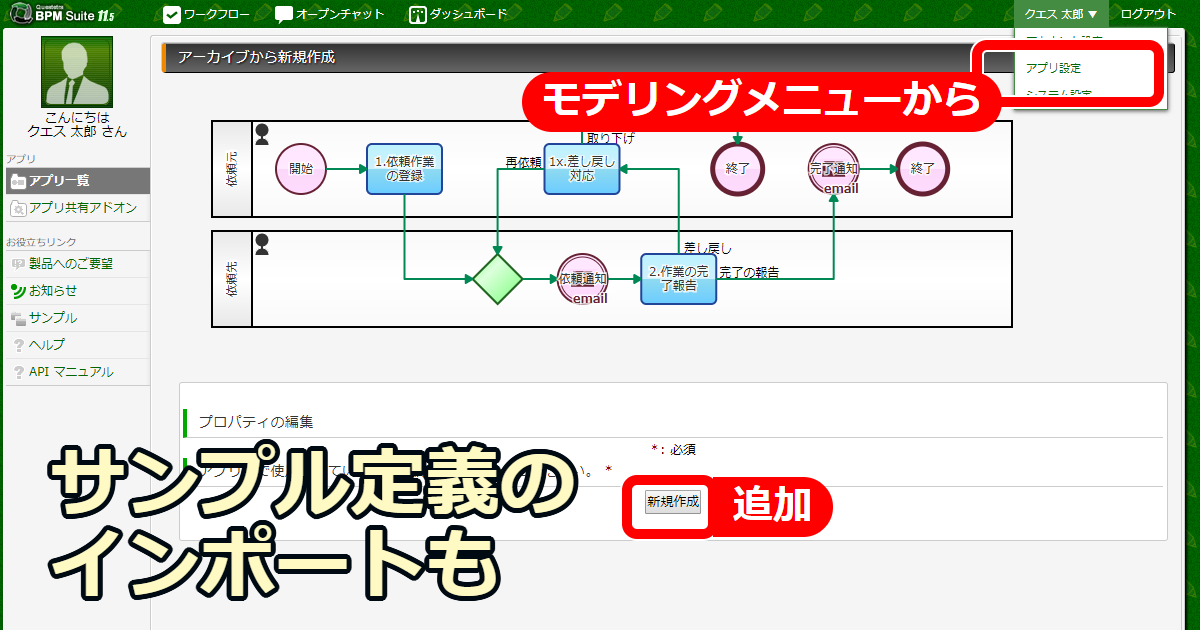 Questetra
BPM Suite 11.5
ワークフロー
オープンチャット
ダッシュボード
クエス 太郎 ▼
ログアウト
アプリ設定
システム設定
こんにちは
クエス 太郎 さん
アプリ
アプリ一覧
アプリ共有アドオン
お役立ちリンク
製品へのご要望
お知らせ
サンプル
ヘルプ
API マニュアル
アーカイブから新規作成
モデリングメニューから
依頼元
開始
1.依頼作業
の登録
再依頼
取り下げ
1x.差し戻し
対応
終了
完了通知
email
終了
依頼先
依頼通知
email
差し戻し
2.作業の完
了報告
完了の報告
プロパティの編集
*: 必須
新規作成
追加
サンプル定義の
インポートも